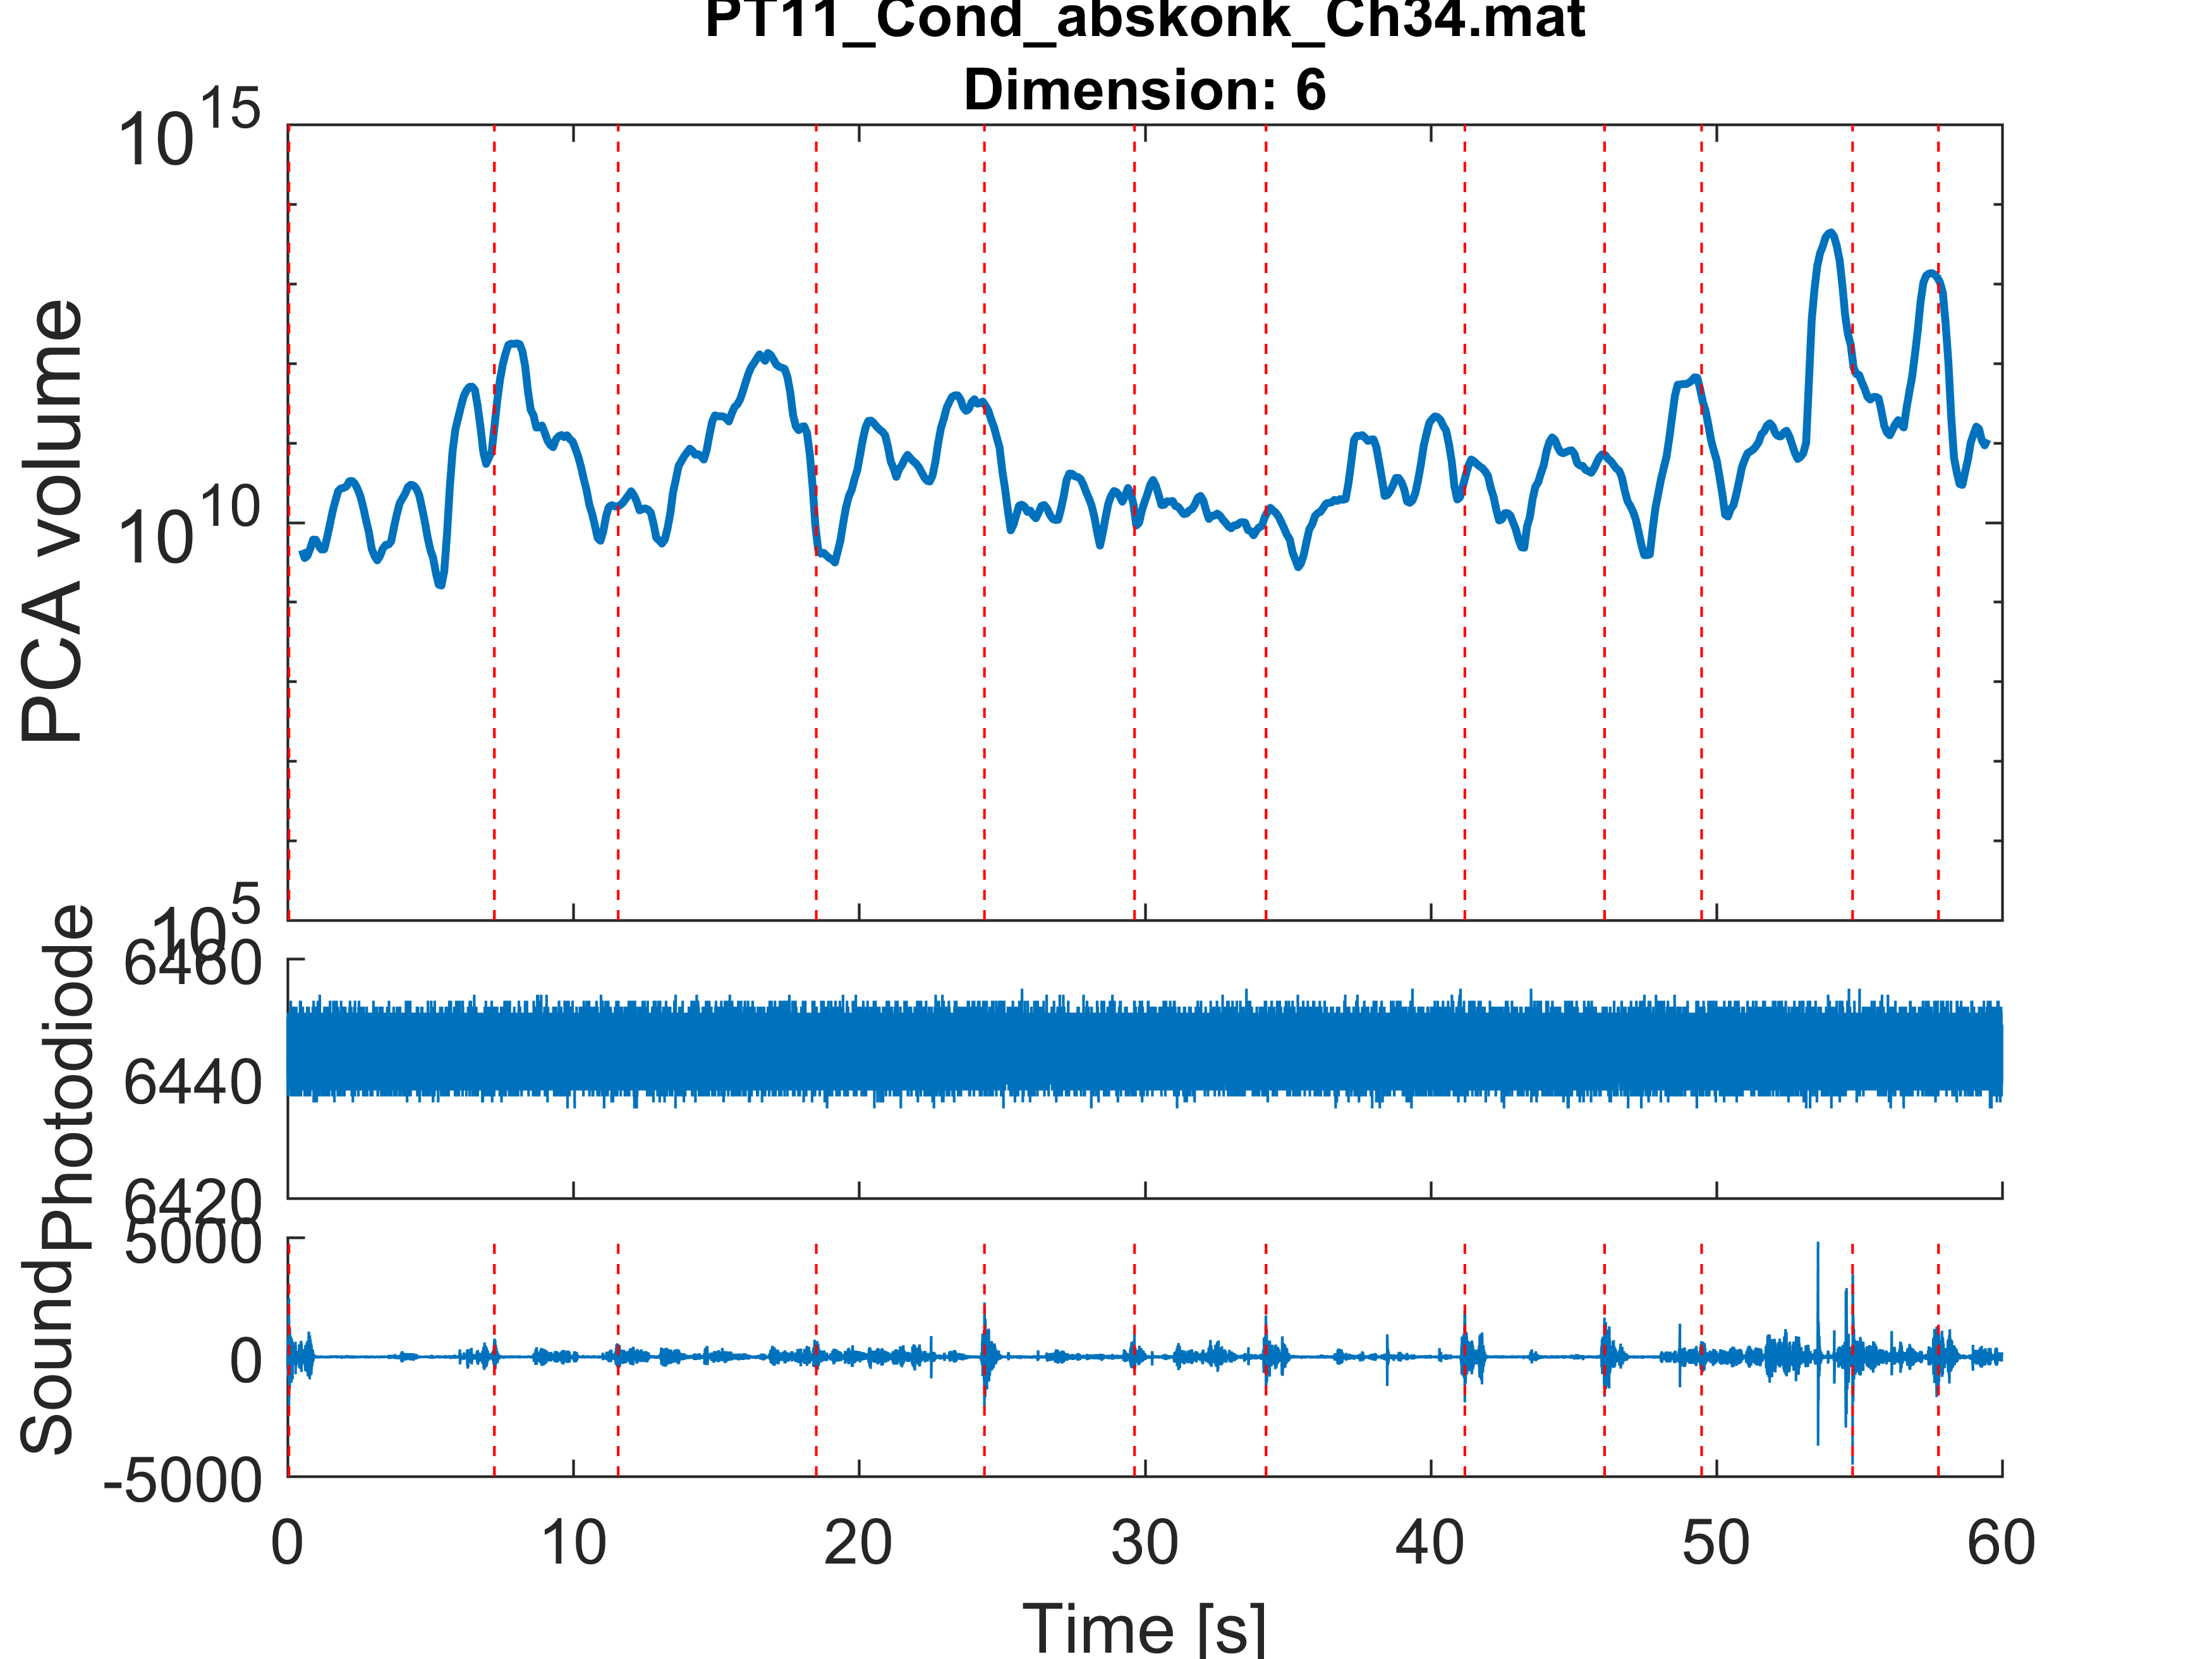 PT11_Cond_abskonk_Ch34.mat
Dimension: 6
10^15
10^10
10^5
PCA volume
6460
6440
6420
Photodiode
5000
0
-5000
Sound
0 10 20 30 40 50 60
Time [s]